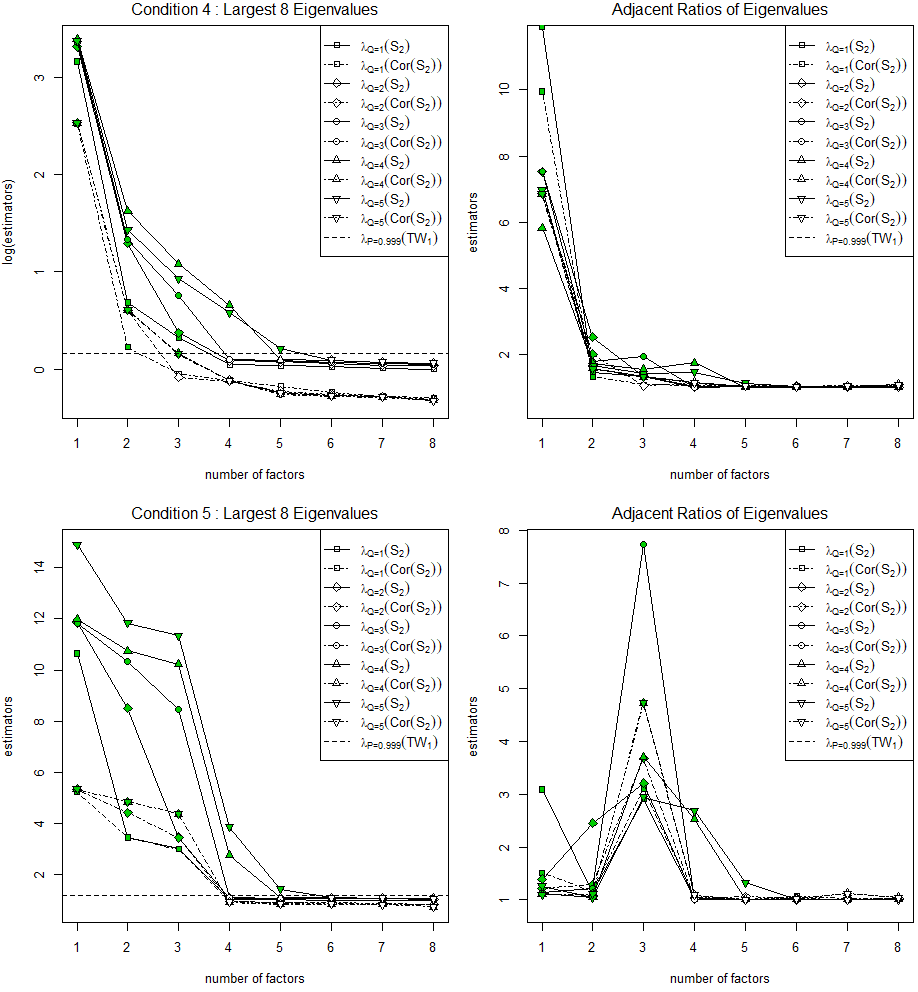 Condition 4 : Largest 8 Eigenvalues
log(estimators)
3
2
1
0
1 2 3 4 5 6 7 8
number of factors
λQ=1(S2)
λQ=1(Cor(S2))
λQ=2(S2)
λQ=2(Cor(S2))
λQ=3(S2)
λQ=3(Cor(S2))
λQ=4(S2)
λQ=4(Cor(S2))
λQ=5(S2)
λQ=5(Cor(S2))
λP=0.999(TW1)
Adjacent Ratios of Eigenvalues
estimators
10
8
6
4
2
1 2 3 4 5 6 7 8
number of factors
λQ=1(S2)
λQ=1(Cor(S2))
λQ=2(S2)
λQ=2(Cor(S2))
λQ=3(S2)
λQ=3(Cor(S2))
λQ=4(S2)
λQ=4(Cor(S2))
λQ=5(S2)
λQ=5(Cor(S2))
λP=0.999(TW1)
Condition 5 : Largest 8 Eigenvalues
estimators
14
12
10
8
6
4
2
1 2 3 4 5 6 7 8
number of factors
λQ=1(S2)
λQ=1(Cor(S2))
λQ=2(S2)
λQ=2(Cor(S2))
λQ=3(S2)
λQ=3(Cor(S2))
λQ=4(S2)
λQ=4(Cor(S2))
λQ=5(S2)
λQ=5(Cor(S2))
λP=0.999(TW1)
Adjacent Ratios of Eigenvalues
estimators
8
7
6
5
4
3
2
1
1 2 3 4 5 6 7 8
number of factors
λQ=1(S2)
λQ=1(Cor(S2))
λQ=2(S2)
λQ=2(Cor(S2))
λQ=3(S2)
λQ=3(Cor(S2))
λQ=4(S2)
λQ=4(Cor(S2))
λQ=5(S2)
λQ=5(Cor(S2))
λP=0.999(TW1)